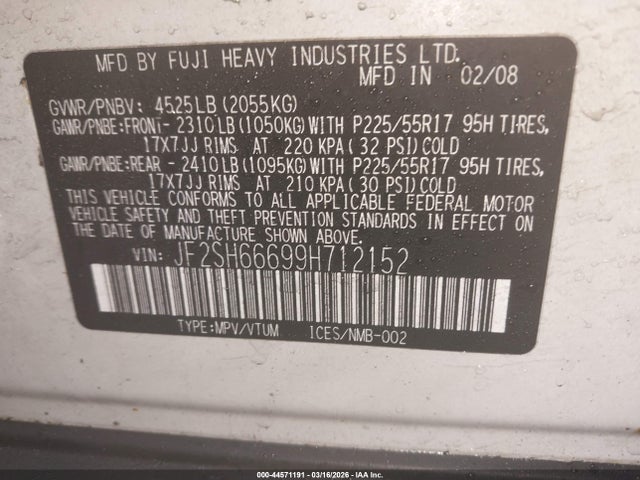 MFD BY FUJI HEAVY INDUSTRIES LTD.
MFD IN 02/08
GVWR/PNBV: 4525LB(2055KG)
GAWR/PNBE:FRONT- 2310LB(1050KG)WITH P225/55R17 95H TIRES,
17X7JJ RIMS AT 220 KPA(32 PSI)COLD
GAWR/PNBE:REAR - 2410LB(1095KG)WITH P225/55R17 95H TIRES,
17X7JJ RIMS AT 210 KPA(30 PSI)COLD
THIS VEHICLE CONFORMS TO ALL APPLICABLE FEDERAL MOTOR
VEHICLE SAFETY AND THEFT PREVENTION STANDARDS IN EFFECT ON
THE DATE OF MANUFACTURE SHOWN ABOVE.
VIN: JF2SH66699H712152
TYPE:MPV/VTUM ICES/NMB-002
000-44571191 - 03/16/2026 - IAA Inc.